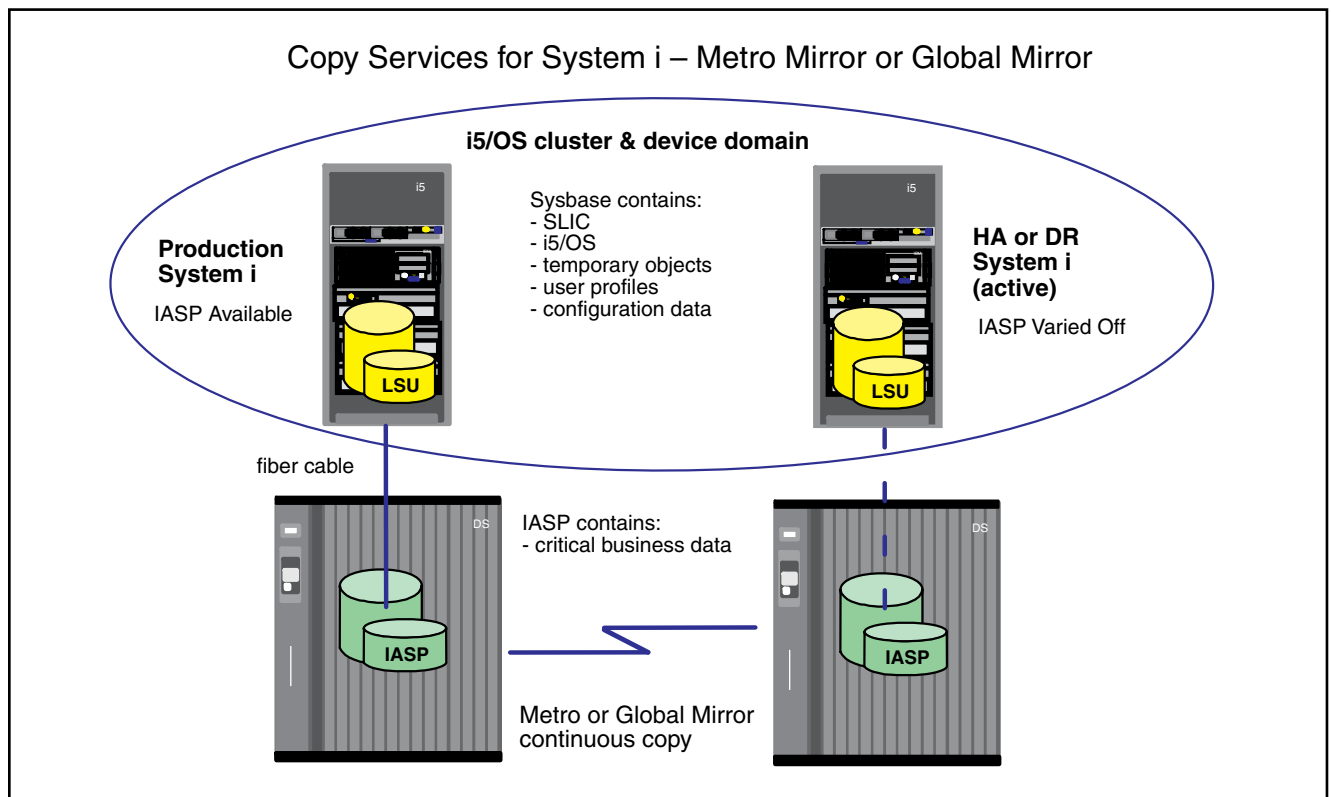 Copy Services for System i – Metro Mirror or Global Mirror
i5/OS cluster & device domain
i5
i5
Production
System i
IASP Available
Sysbase contains:
- SLIC
- i5/OS
- temporary objects
- user profiles
- configuration data
HA or DR
System i
(active)
IASP Varied Off
LSU
LSU
fiber cable
DS
DS
IASP contains:
- critical business data
IASP
IASP
Metro or Global Mirror
continuous copy